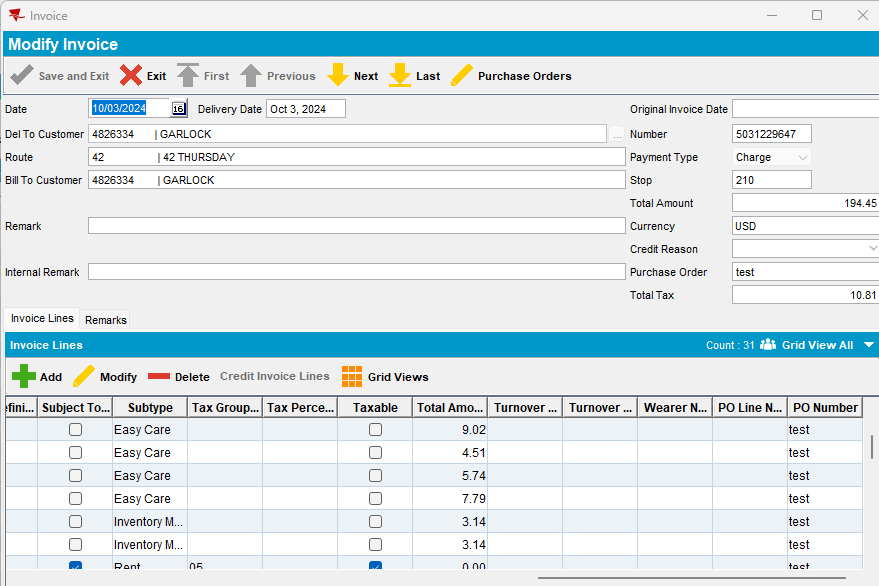 Invoice
Modify Invoice
Save and Exit Exit First Previous Next Last Purchase Orders
Date 10/03/2024 16 Delivery Date Oct 3, 2024 Original Invoice Date
Del To Customer 4826334 | GARLOCK ... Number 5031229647
Route 42 | 42 THURSDAY Payment Type Charge
Bill To Customer 4826334 | GARLOCK Stop 210
Total Amount 194.45
Remark Currency USD
Credit Reason
Internal Remark Purchase Order test
Total Tax 10.81
Invoice Lines Remarks
Invoice Lines Count : 31 Grid View All
Add Modify Delete Credit Invoice Lines Grid Views
efini... Subject To... Subtype Tax Group... Tax Perce... Taxable Total Amo... Turnover ... Turnover ... Wearer N... PO Line N... PO Number
Easy Care 9.02 test
Easy Care 4.51 test
Easy Care 5.74 test
Easy Care 7.79 test
Inventory M... 3.14 test
Inventory M... 3.14 test
Rent 05 0.00 test